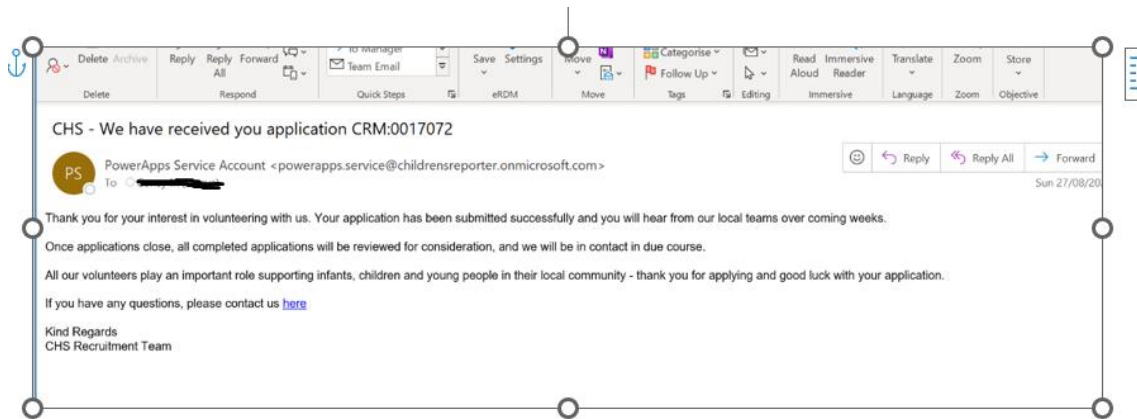 Delete Archive Reply Reply All Forward To Manager Team Email Save Settings Move Categorise Follow Up Read Aloud Immersive Reader Translate Zoom Store
Delete Respond Quick Steps eRDM Move Tags Editing Immersive Language Zoom Objective
CHS - We have received you application CRM:0017072
PS
PowerApps Service Account <powerapps.service@childrensreporter.onmicrosoft.com>
Reply Reply All Forward
To
Sun 27/08/20
Thank you for your interest in volunteering with us. Your application has been submitted successfully and you will hear from our local teams over coming weeks.
Once applications close, all completed applications will be reviewed for consideration, and we will be in contact in due course.
All our volunteers play an important role supporting infants, children and young people in their local community - thank you for applying and good luck with your application.
If you have any questions, please contact us here
Kind Regards
CHS Recruitment Team